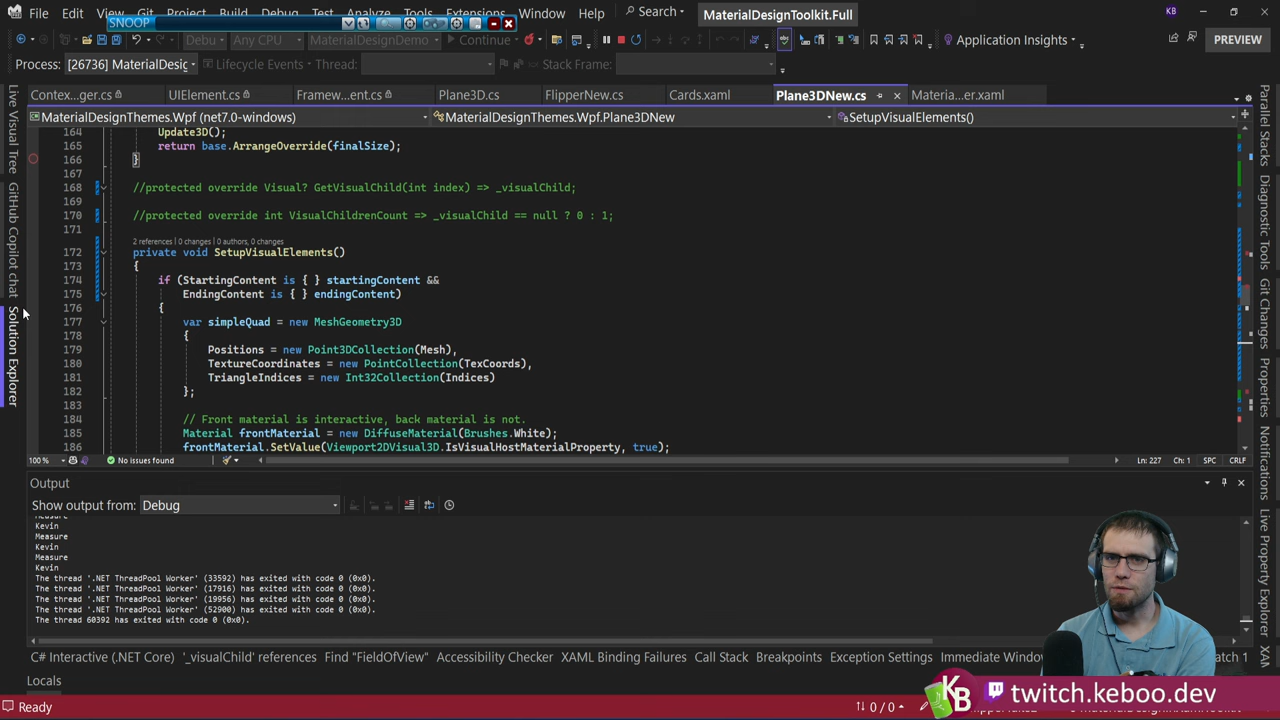 File Edit View Git Project Build Debug Test Analyze Tools Extensions Window Help Search MaterialDesignToolkit.Full KB
SNOOP
Debug Any CPU MaterialDesignDemo Continue Application Insights PREVIEW
Process: [26736] MaterialDesig Lifecycle Events Thread: Stack Frame:
Contex...ger.cs UIElement.cs Framew...ent.cs Plane3D.cs FlipperNew.cs Cards.xaml Plane3DNew.cs Materia...er.xaml
MaterialDesignThemes.Wpf (net7.0-windows) MaterialDesignThemes.Wpf.Plane3DNew SetupVisualElements()
164 Update3D();
165 return base.ArrangeOverride(finalSize);
166 }
168 //protected override Visual? GetVisualChild(int index) => _visualChild;
169
170 //protected override int VisualChildrenCount => _visualChild == null ? 0 : 1;
171
2 references | 0 changes | 0 authors, 0 changes
172 private void SetupVisualElements()
173 {
174 if (StartingContent is { } startingContent &&
175 EndingContent is { } endingContent)
176 {
177 var simpleQuad = new MeshGeometry3D
178 {
179 Positions = new Point3DCollection(Mesh),
180 TextureCoordinates = new PointCollection(TexCoords),
181 TriangleIndices = new Int32Collection(Indices)
182 };
183
184 // Front material is interactive, back material is not.
185 Material frontMaterial = new DiffuseMaterial(Brushes.White);
186 frontMaterial.SetValue(Viewport2DVisual3D.IsVisualHostMaterialProperty, true);
100 % No issues found Ln: 227 Ch: 1 SPC CRLF
Output
Show output from: Debug
Measure
Kevin
Measure
Kevin
Measure
Kevin
The thread '.NET ThreadPool Worker' (33592) has exited with code 0 (0x0).
The thread '.NET ThreadPool Worker' (17916) has exited with code 0 (0x0).
The thread '.NET ThreadPool Worker' (19956) has exited with code 0 (0x0).
The thread '.NET ThreadPool Worker' (52900) has exited with code 0 (0x0).
The thread 60392 has exited with code 0 (0x0).
C# Interactive (.NET Core) '_visualChild' references Find "FieldOfView" Accessibility Checker XAML Binding Failures Call Stack Breakpoints Exception Settings Immediate Window atch 1
Locals
Ready 0 / 0
KB twitch.keboo.dev
Live Visual Tree
GitHub Copilot chat
Solution Explorer
Parallel Stacks
Diagnostic Tools
Git Changes
Properties
Notifications
Live Property Explorer
XAM